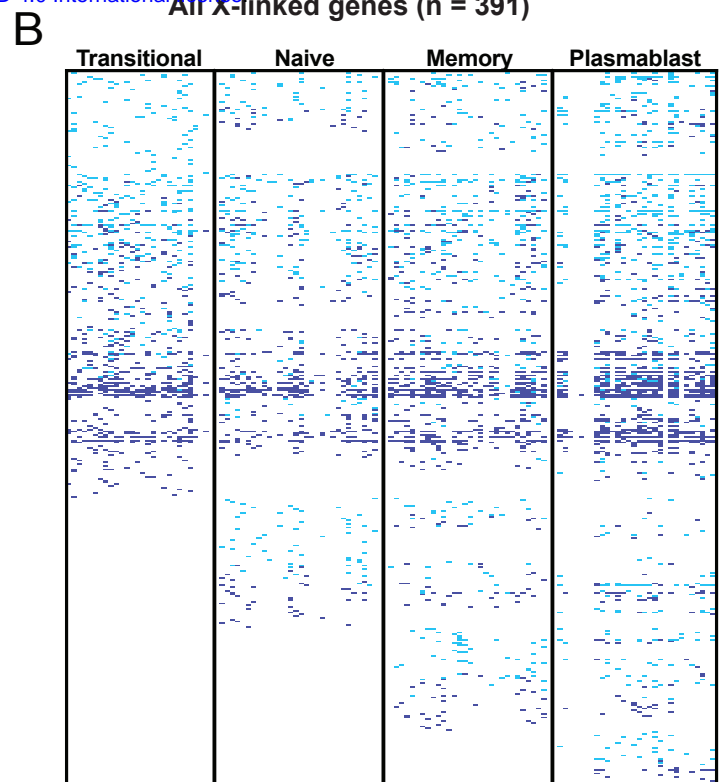 All X-linked genes (n = 391)
B
Transitional Naive Memory Plasmablast